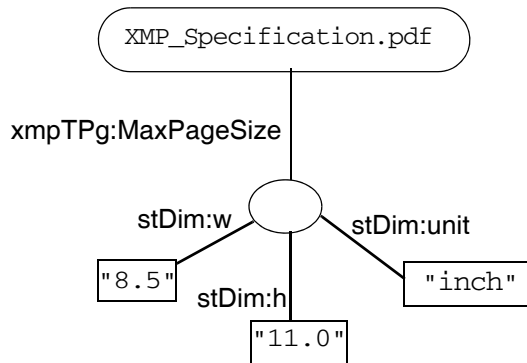 XMP_Specification.pdf
xmpTPg:MaxPageSize
stDim:w
stDim:unit
"8.5"
stDim:h
"inch"
"11.0"